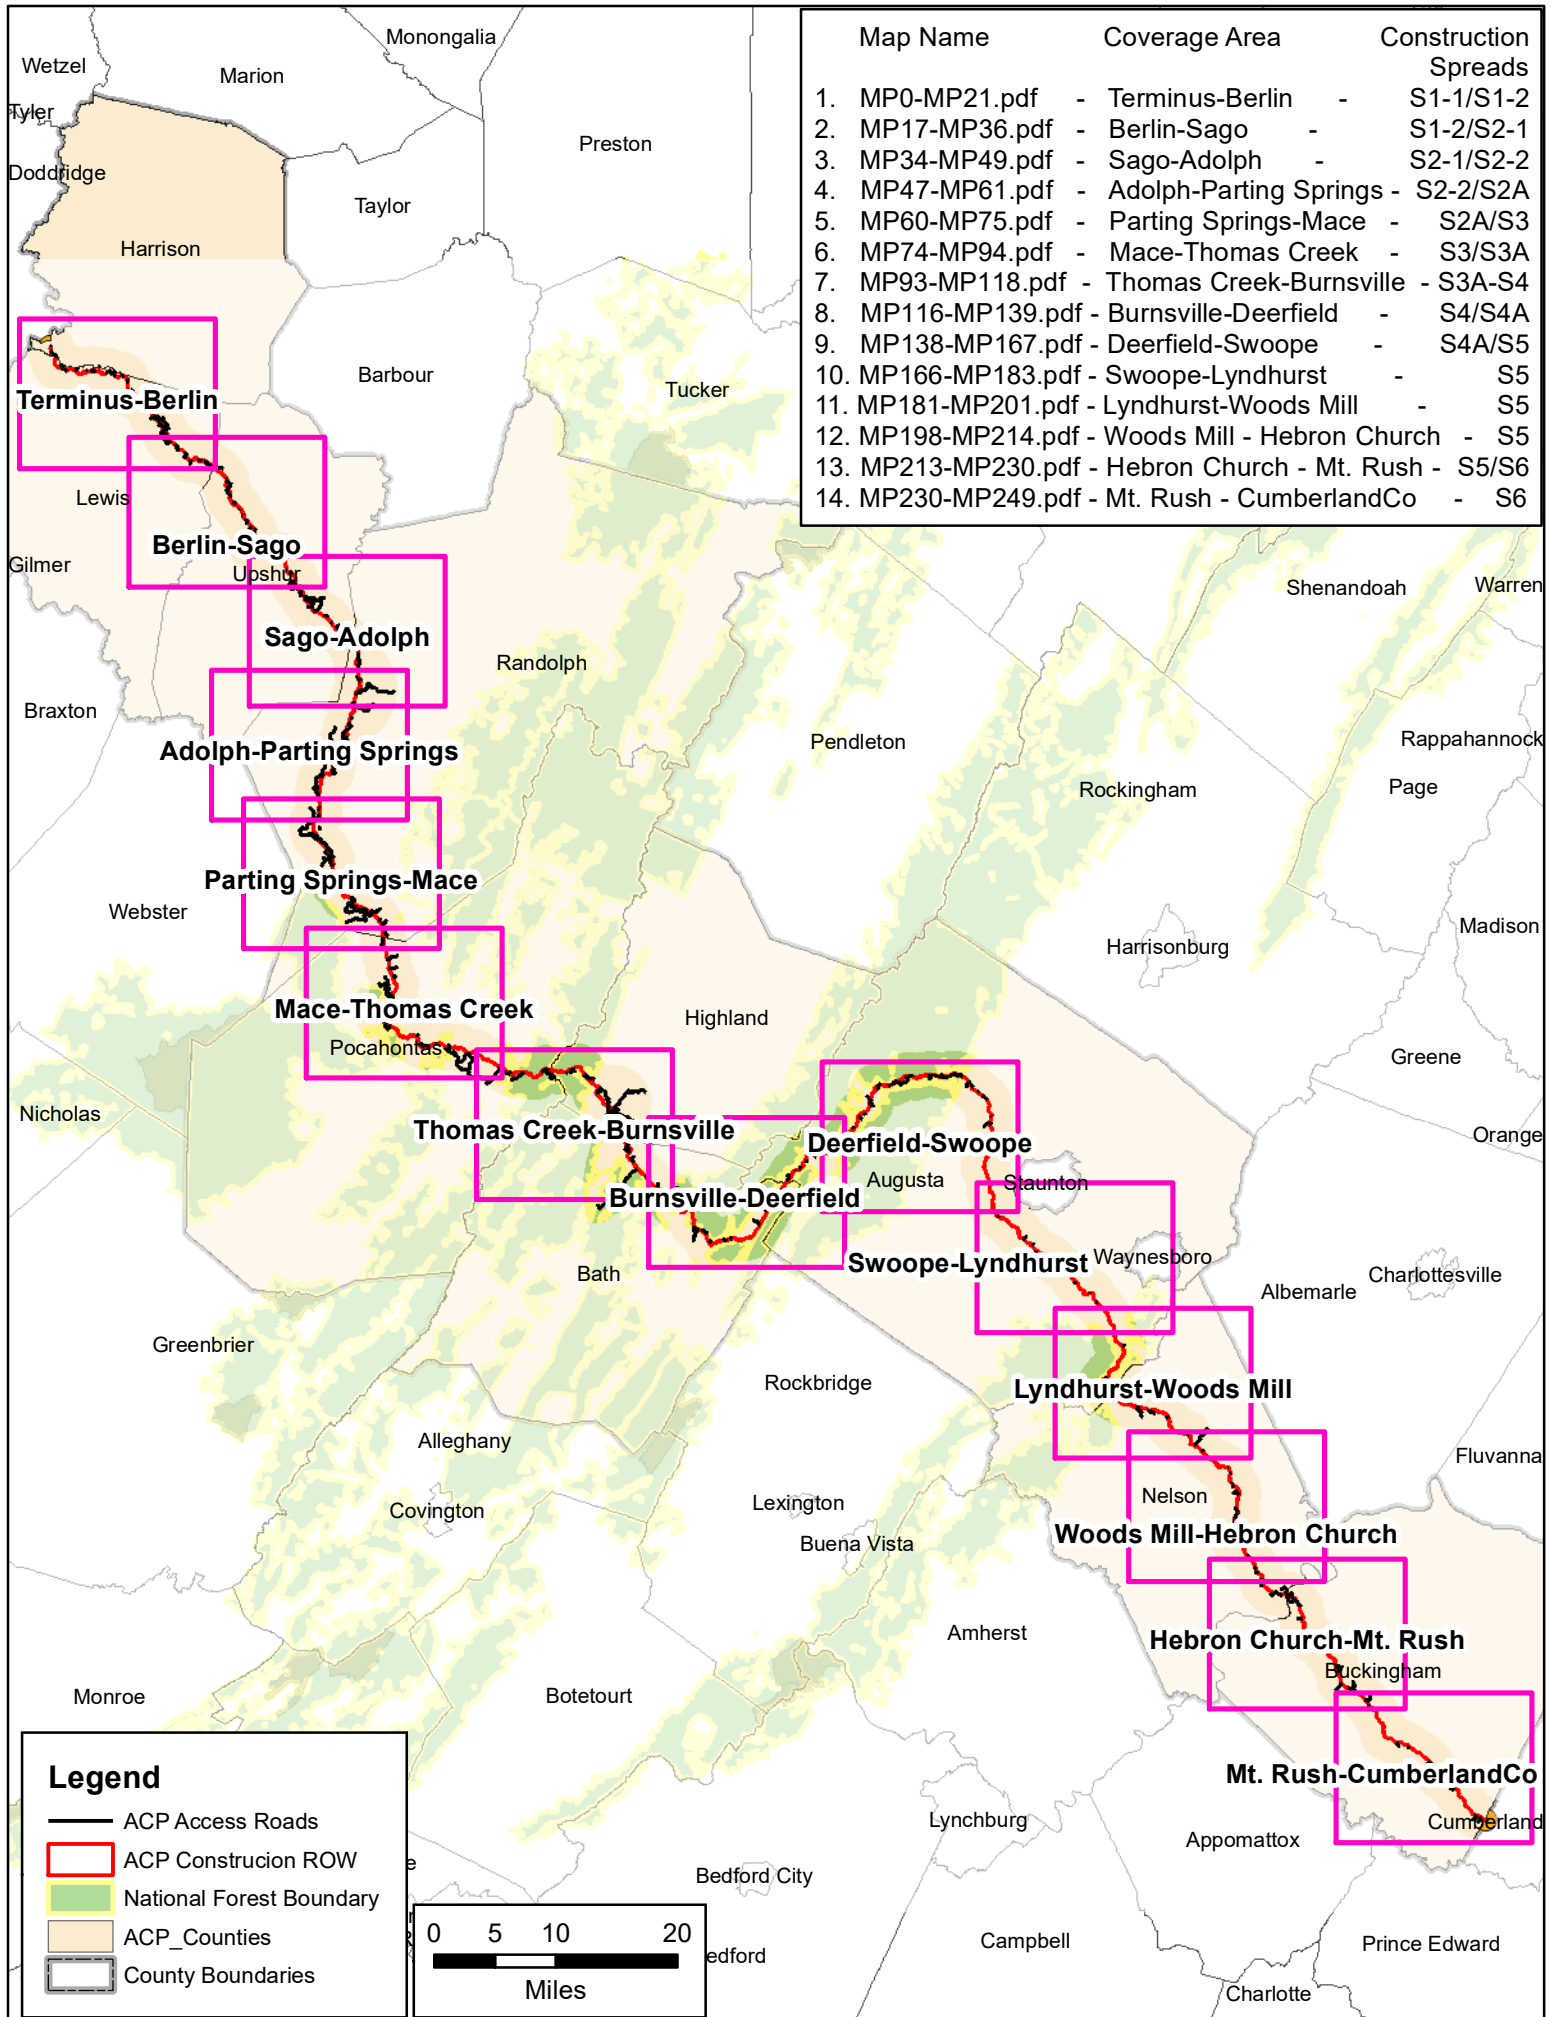 Map Name Coverage Area Construction
Spreads
1. MP0-MP21.pdf - Terminus-Berlin - S1-1/S1-2
2. MP17-MP36.pdf - Berlin-Sago - S1-2/S2-1
3. MP34-MP49.pdf - Sago-Adolph - S2-1/S2-2
4. MP47-MP61.pdf - Adolph-Parting Springs - S2-2/S2A
5. MP60-MP75.pdf - Parting Springs-Mace - S2A/S3
6. MP74-MP94.pdf - Mace-Thomas Creek - S3/S3A
7. MP93-MP118.pdf - Thomas Creek-Burnsville - S3A-S4
8. MP116-MP139.pdf - Burnsville-Deerfield - S4/S4A
9. MP138-MP167.pdf - Deerfield-Swoope - S4A/S5
10. MP166-MP183.pdf - Swoope-Lyndhurst - S5
11. MP181-MP201.pdf - Lyndhurst-Woods Mill - S5
12. MP198-MP214.pdf - Woods Mill - Hebron Church - S5
13. MP213-MP230.pdf - Hebron Church - Mt. Rush - S5/S6
14. MP230-MP249.pdf - Mt. Rush - CumberlandCo - S6
Monongalia
Wetzel
Marion
Tyler
Preston
Doddridge
Taylor
Harrison
Barbour
Tucker
Terminus-Berlin
Lewis
Berlin-Sago
Gilmer
Upshur
Shenandoah
Warren
Sago-Adolph
Randolph
Braxton
Pendleton
Rappahannock
Adolph-Parting Springs
Page
Rockingham
Parting Springs-Mace
Webster
Madison
Harrisonburg
Mace-Thomas Creek
Highland
Pocahontas
Greene
Nicholas
Thomas Creek-Burnsville
Orange
Deerfield-Swoope
Augusta
Staunton
Burnsville-Deerfield
Waynesboro
Swoope-Lyndhurst
Bath
Charlottesville
Albemarle
Greenbrier
Rockbridge
Lyndhurst-Woods Mill
Alleghany
Fluvanna
Nelson
Lexington
Covington
Woods Mill-Hebron Church
Buena Vista
Amherst
Hebron Church-Mt. Rush
Buckingham
Monroe
Botetourt
Mt. Rush-CumberlandCo
Lynchburg
Cumberland
Appomattox
Bedford City
Campbell
Prince Edward
edford
Charlotte
e
Legend
ACP Access Roads
ACP Construcion ROW
National Forest Boundary
ACP_Counties
County Boundaries
0 5 10 20
Miles